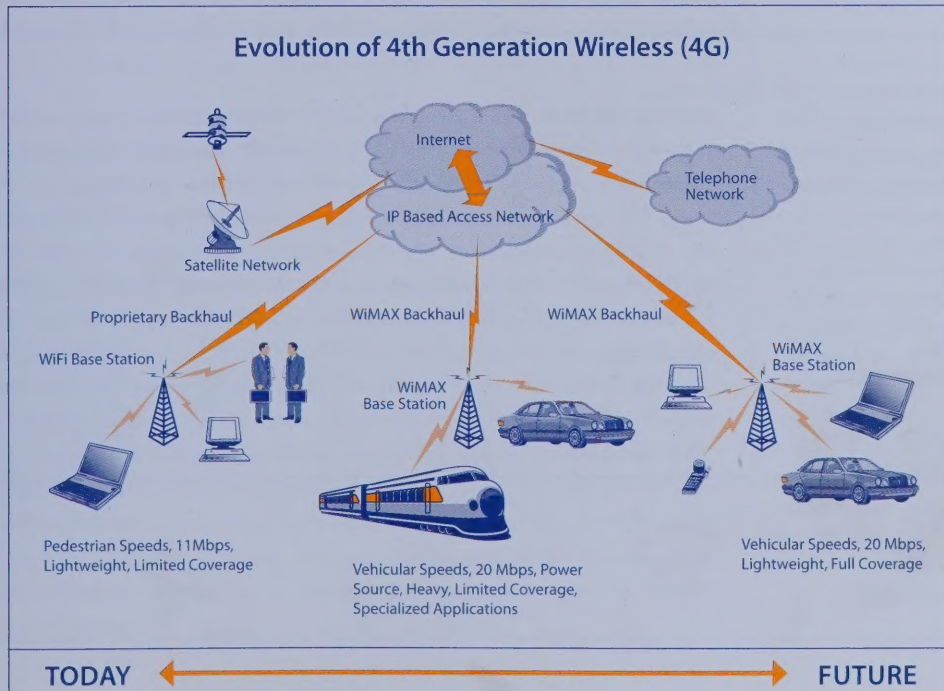 Evolution of 4th Generation Wireless (4G)
Internet
Telephone
Network
IP Based Access Network
Satellite Network
Proprietary Backhaul
WiMAX Backhaul
WiMAX Backhaul
WiFi Base Station
WiMAX
Base Station
WiMAX
Base Station
Pedestrian Speeds, 11Mbps,
Lightweight, Limited Coverage
Vehicular Speeds, 20 Mbps, Power
Source, Heavy, Limited Coverage,
Specialized Applications
Vehicular Speeds, 20 Mbps,
Lightweight, Full Coverage
TODAY
FUTURE